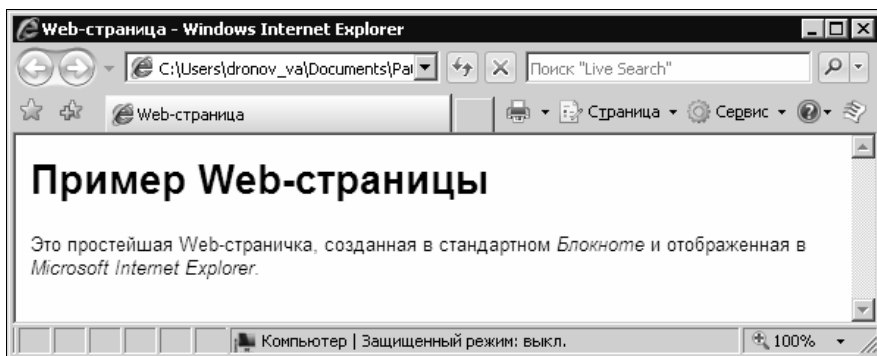 Web-страница - Windows Internet Explorer
C:\Users\dronov_va\Documents\Pai
Поиск "Live Search"
Web-страница
Страница
Сервис
Пример Web-страницы
Это простейшая Web-страничка, созданная в стандартном Блокноте и отображенная в
Microsoft Internet Explorer.
Компьютер | Защищенный режим: выкл.
100%